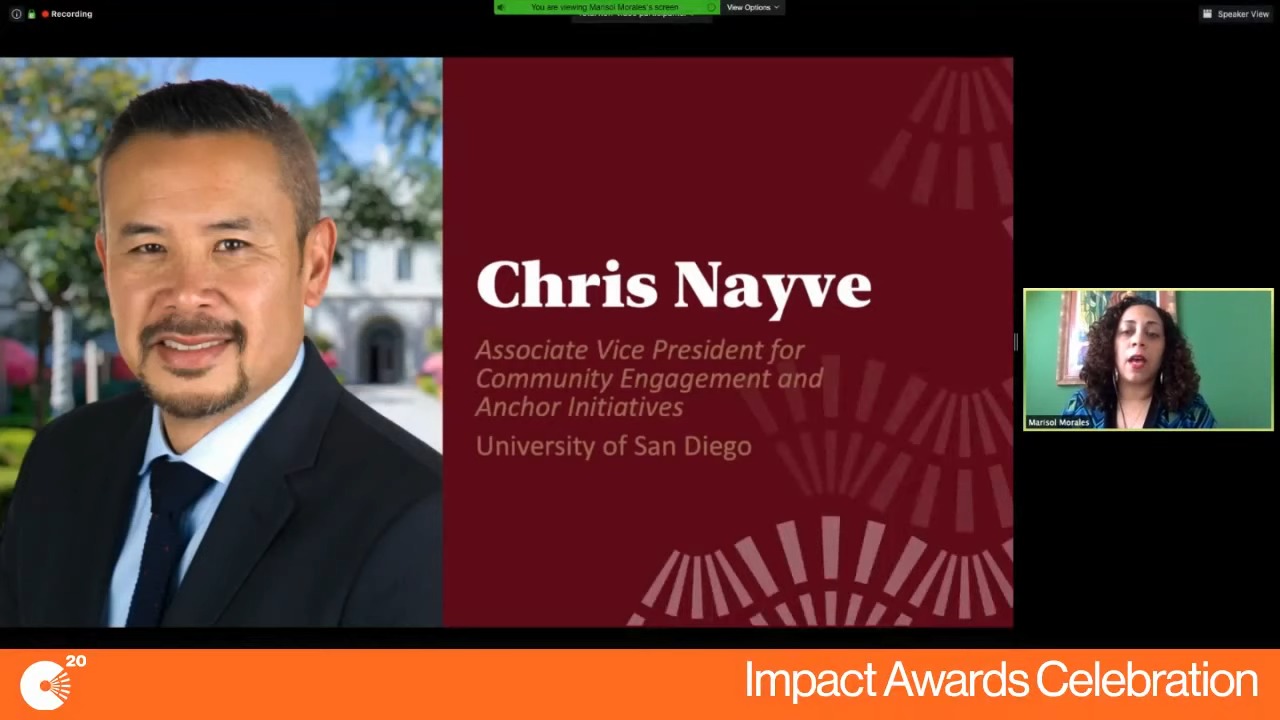 Recording
You are viewing Marisol Morales's screen
View Options
Speaker View
Chris Nayve
Associate Vice President for
Community Engagement and
Anchor Initiatives
University of San Diego
Marisol Morales
20
Impact Awards Celebration